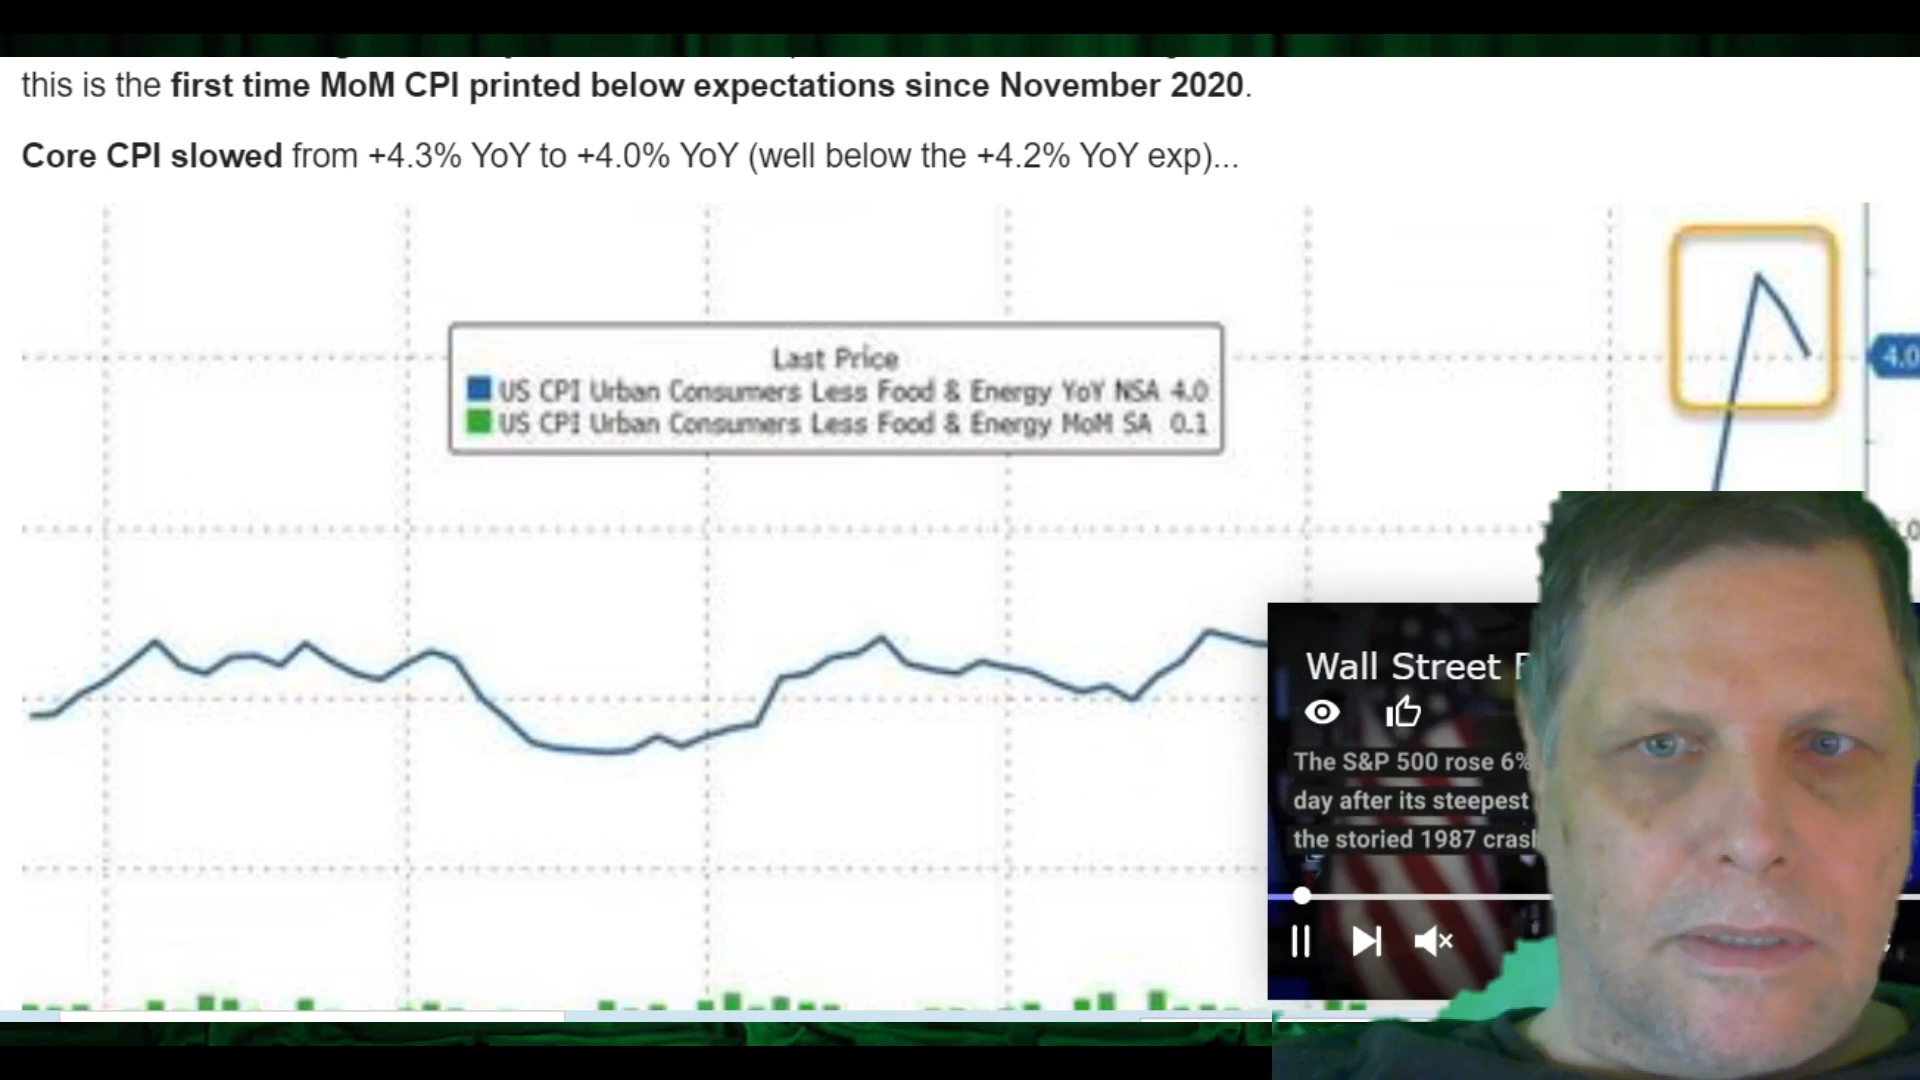 this is the first time MoM CPI printed below expectations since November 2020.
Core CPI slowed from +4.3% YoY to +4.0% YoY (well below the +4.2% YoY exp)...
Last Price
US CPI Urban Consumers Less Food & Energy YoY NSA 4.0
US CPI Urban Consumers Less Food & Energy MoM SA 0.1
4.0
Wall Street
The S&P 500 rose 6%
day after its steepest
the storied 1987 crash